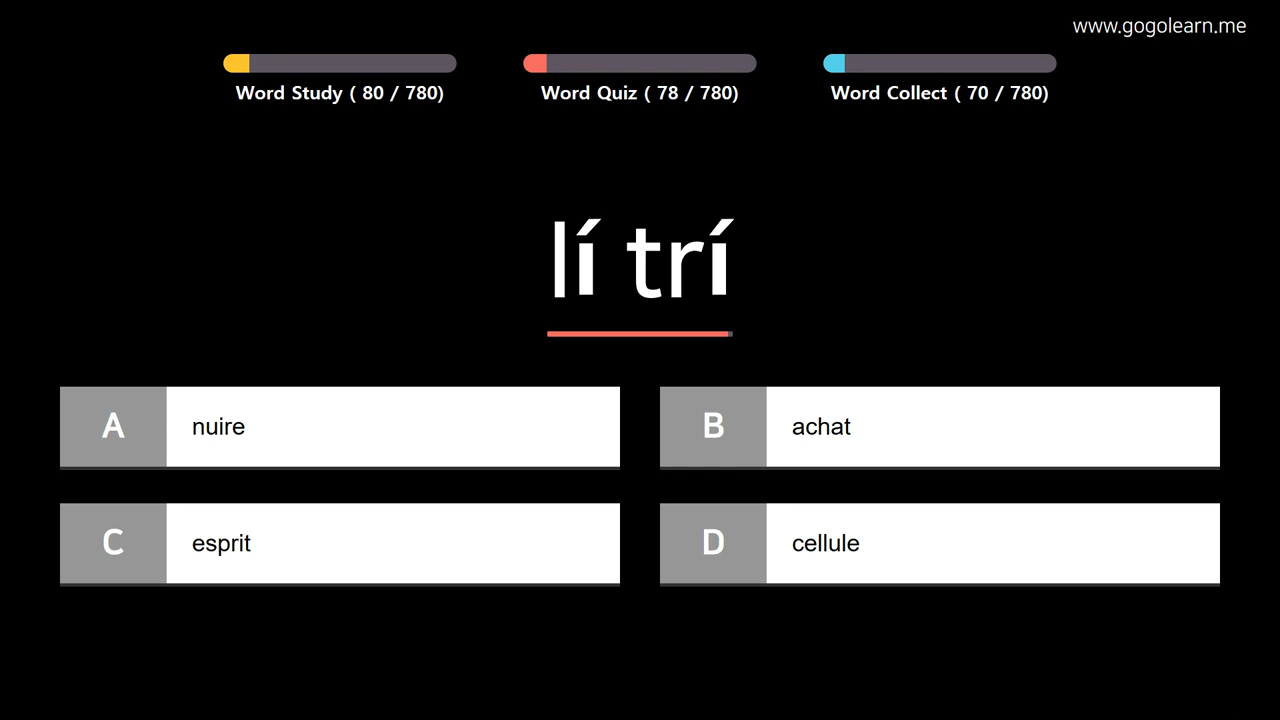 www.gogolearn.me
Word Study ( 80 / 780)
Word Quiz ( 78 / 780)
Word Collect ( 70 / 780)
lí trí
A nuire
B achat
C esprit
D cellule